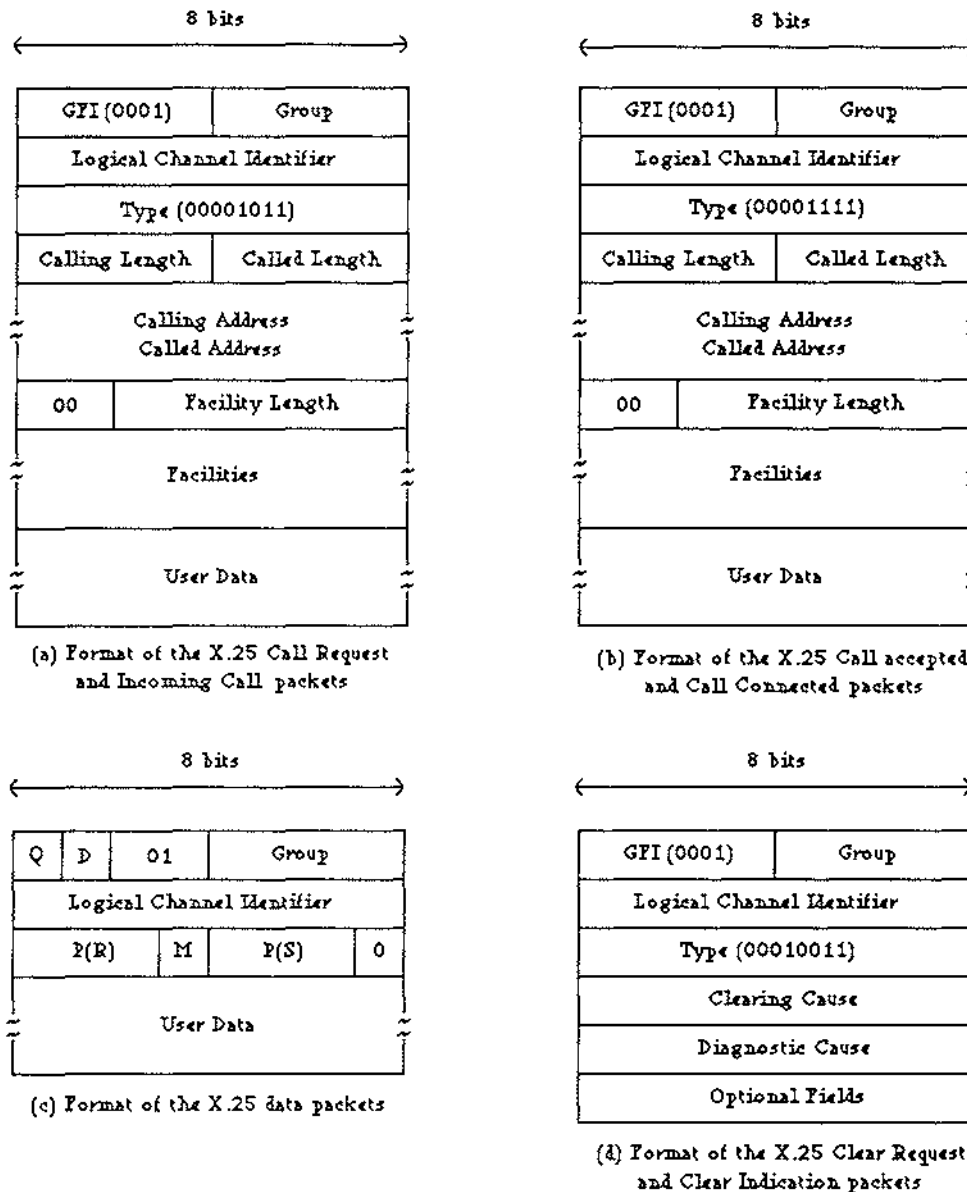 8 bits
GFI (0001) Group
Logical Channel Identifier
Type (00001011)
Calling Length Called Length
Calling Address
Called Address
00 Facility Length
Facilities
User Data
(a) Format of the X.25 Call Request
and Incoming Call packets
8 bits
GFI (0001) Group
Logical Channel Identifier
Type (00001111)
Calling Length Called Length
Calling Address
Called Address
00 Facility Length
Facilities
User Data
(b) Format of the X.25 Call accepted
and Call Connected packets
8 bits
Q D 01 Group
Logical Channel Identifier
P(R) M P(S) 0
User Data
(c) Format of the X.25 data packets
8 bits
GFI (0001) Group
Logical Channel Identifier
Type (00010011)
Clearing Cause
Diagnostic Cause
Optional Fields
(d) Format of the X.25 Clear Request
and Clear Indication packets